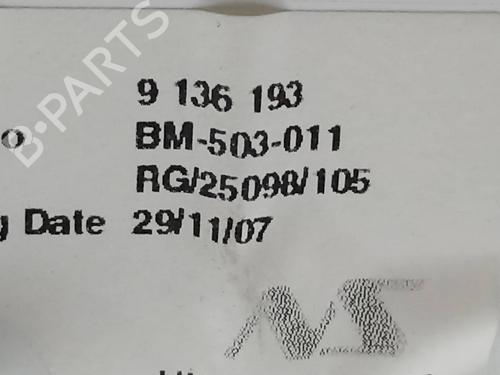 9 136 193
o BM-503-011
RG/25098/105
g Date 29/11/07
B-PARTS